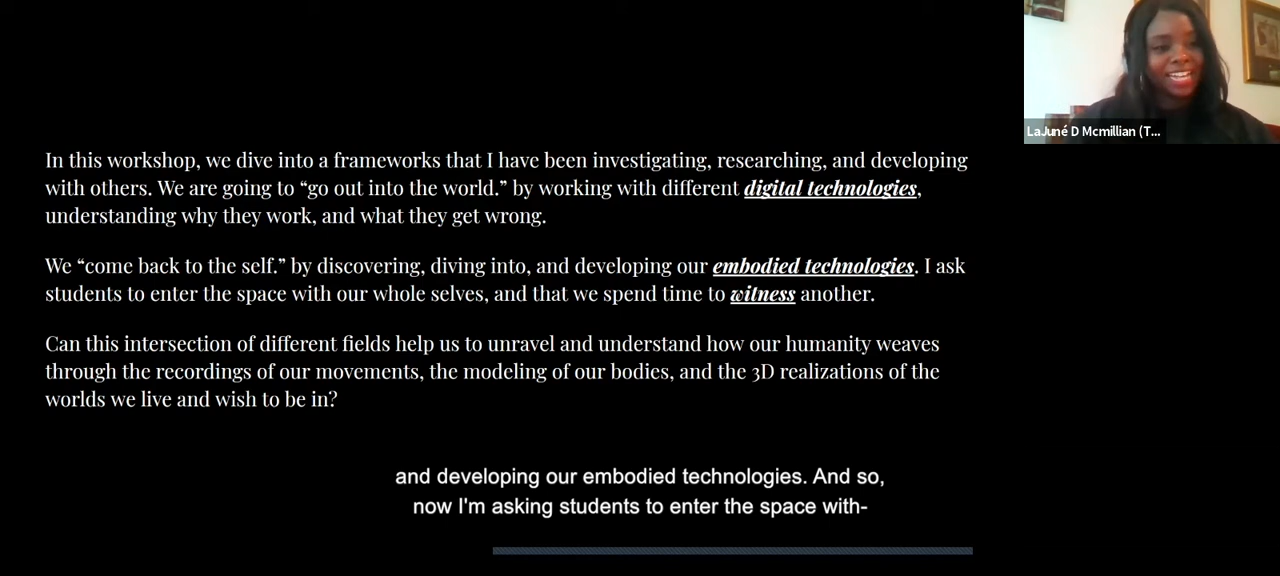 In this workshop, we dive into a frameworks that I have been investigating, researching, and developing
with others. We are going to “go out into the world.” by working with different digital technologies,
understanding why they work, and what they get wrong.
We “come back to the self.” by discovering, diving into, and developing our embodied technologies. I ask
students to enter the space with our whole selves, and that we spend time to witness another.
Can this intersection of different fields help us to unravel and understand how our humanity weaves
through the recordings of our movements, the modeling of our bodies, and the 3D realizations of the
worlds we live and wish to be in?
LaJuné D Mcmillian (T...
and developing our embodied technologies. And so,
now I'm asking students to enter the space with-